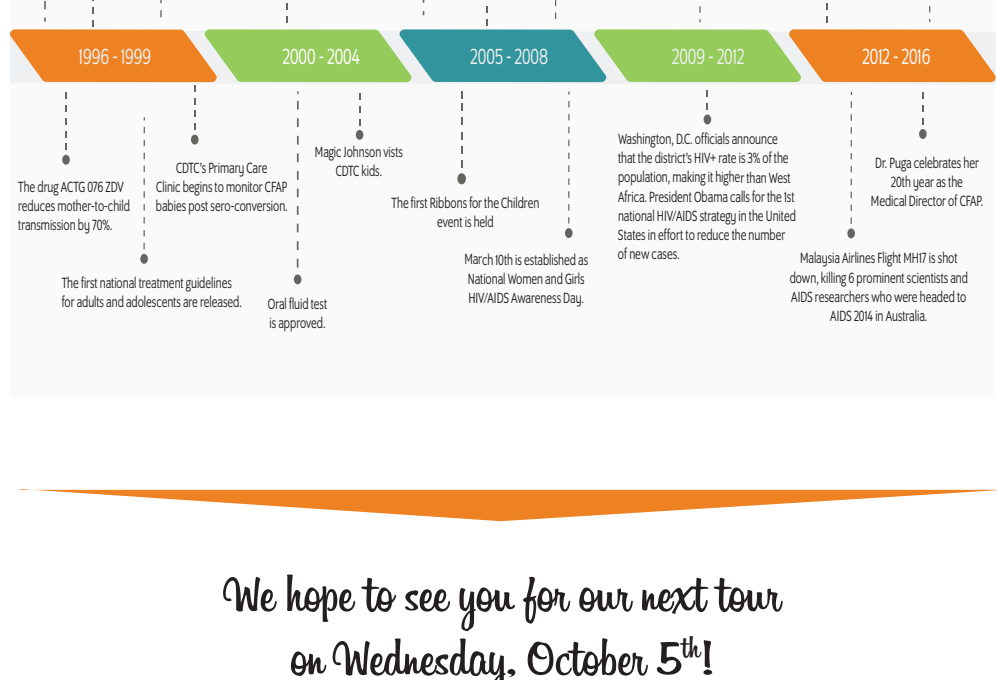 1996 - 1999
2000 - 2004
2005 - 2008
2009 - 2012
2012 - 2016
The drug ACTG 076 ZDV
reduces mother-to-child
transmission by 70%.
The first national treatment guidelines
for adults and adolescents are released.
CDTC's Primary Care
Clinic begins to monitor CFAP
babies post sero-conversion.
Oral fluid test
is approved.
Magic Johnson vists
CDTC kids.
The first Ribbons for the Children
event is held
March 10th is established as
National Women and Girls
HIV/AIDS Awareness Day.
Washington, D.C. officials announce
that the district's HIV+ rate is 3% of the
population, making it higher than West
Africa. President Obama calls for the 1st
national HIV/AIDS strategy in the United
States in effort to reduce the number
of new cases.
Malaysia Airlines Flight MH17 is shot
down, killing 6 prominent scientists and
AIDS researchers who were headed to
AIDS 2014 in Australia.
Dr. Puga celebrates her
20th year as the
Medical Director of CFAP.
We hope to see you for our next tour
on Wednesday, October 5th!